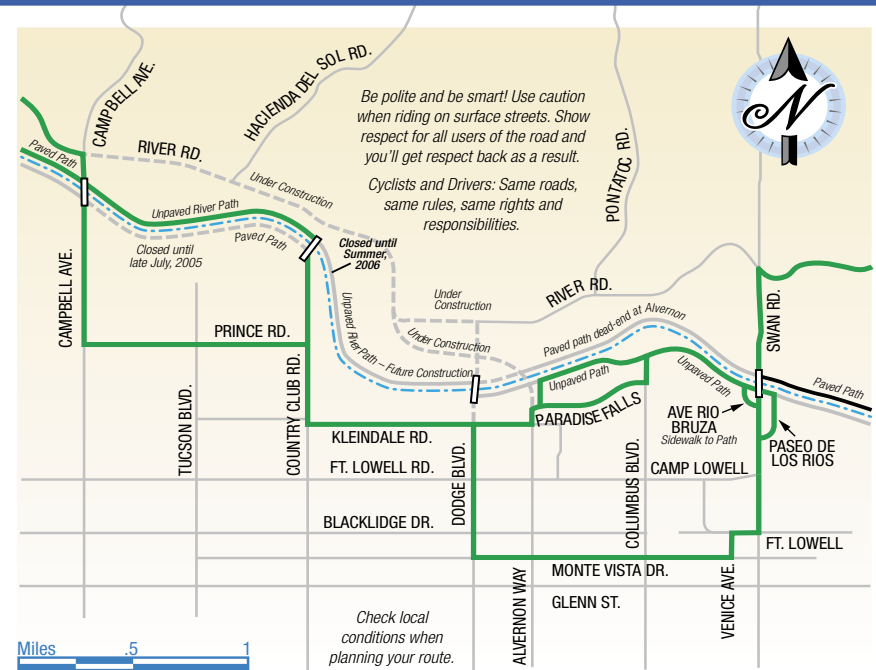 CAMPBELL AVE.
HACIENDA DEL SOL RD.
Be polite and be smart! Use caution
when riding on surface streets. Show
respect for all users of the road and
you'll get respect back as a result.
Cyclists and Drivers: Same roads,
same rules, same rights and
responsibilities.
N
Paved Path
RIVER RD.
Under Construction
PONTATOC RD.
Unpaved River Path
Paved Path
Closed until
late July, 2005
Closed until
Summer,
2006
CAMPBELL AVE.
Under
Construction
RIVER RD.
SWAN RD.
PRINCE RD.
Unpaved River Path – Future Construction
Under Construction
Paved path dead-end at Alvernon
Unpaved Path
Unpaved Path
Paved Path
TUCSON BLVD.
COUNTRY CLUB RD.
PARADISE FALLS
AVE RIO
BRUZA
Sidewalk to Path
PASEO DE
LOS RIOS
KLEINDALE RD.
FT. LOWELL RD.
DODGE BLVD.
COLUMBUS BLVD.
CAMP LOWELL
BLACKLIDGE DR.
FT. LOWELL
MONTE VISTA DR.
ALVERNON WAY
GLENN ST.
VENICE AVE.
Check local
conditions when
planning your route.
Miles .5 1